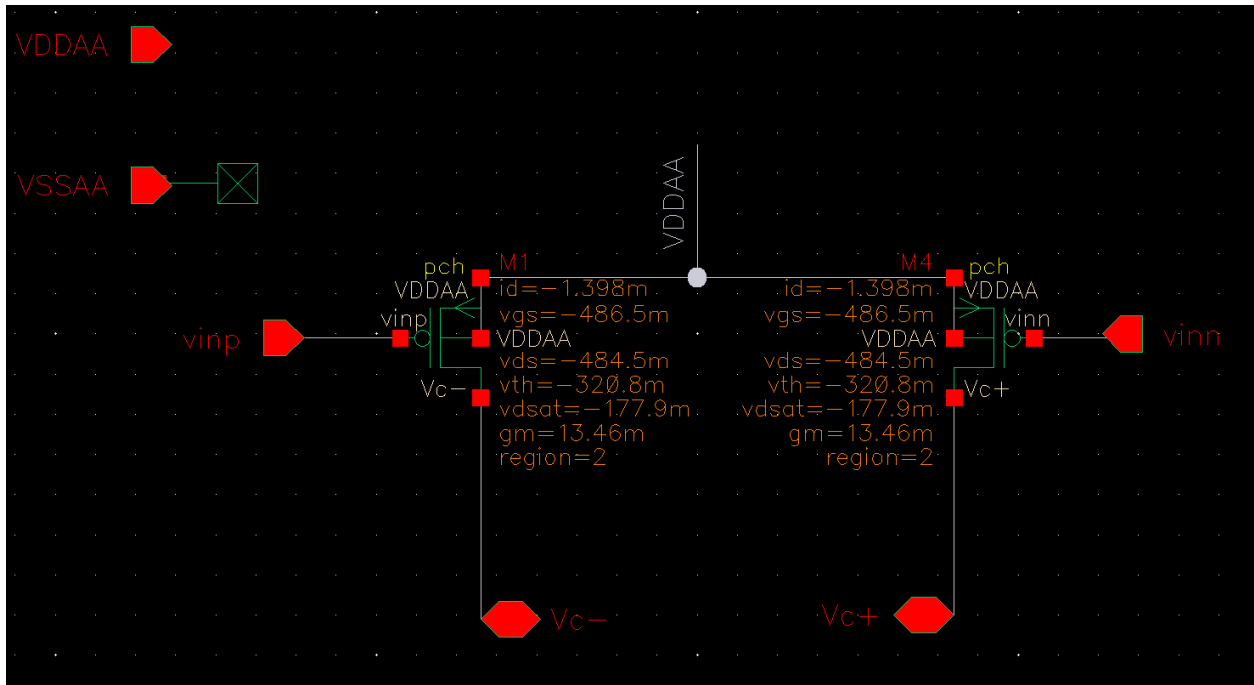 VDDAA
VSSAA
VDDAA
pch
M1
VDDAA
id=-1.398m
vgs=-486.5m
vinp
vinp
VDDAA
vds=-484.5m
Vc-
vth=-320.8m
vdsat=-177.9m
gm=13.46m
region=2
Vc-
M4
pch
id=-1.398m
VDDAA
vgs=-486.5m
vinn
vinn
VDDAA
vds=-484.5m
vth=-320.8m
Vc+
vdsat=-177.9m
gm=13.46m
region=2
Vc+